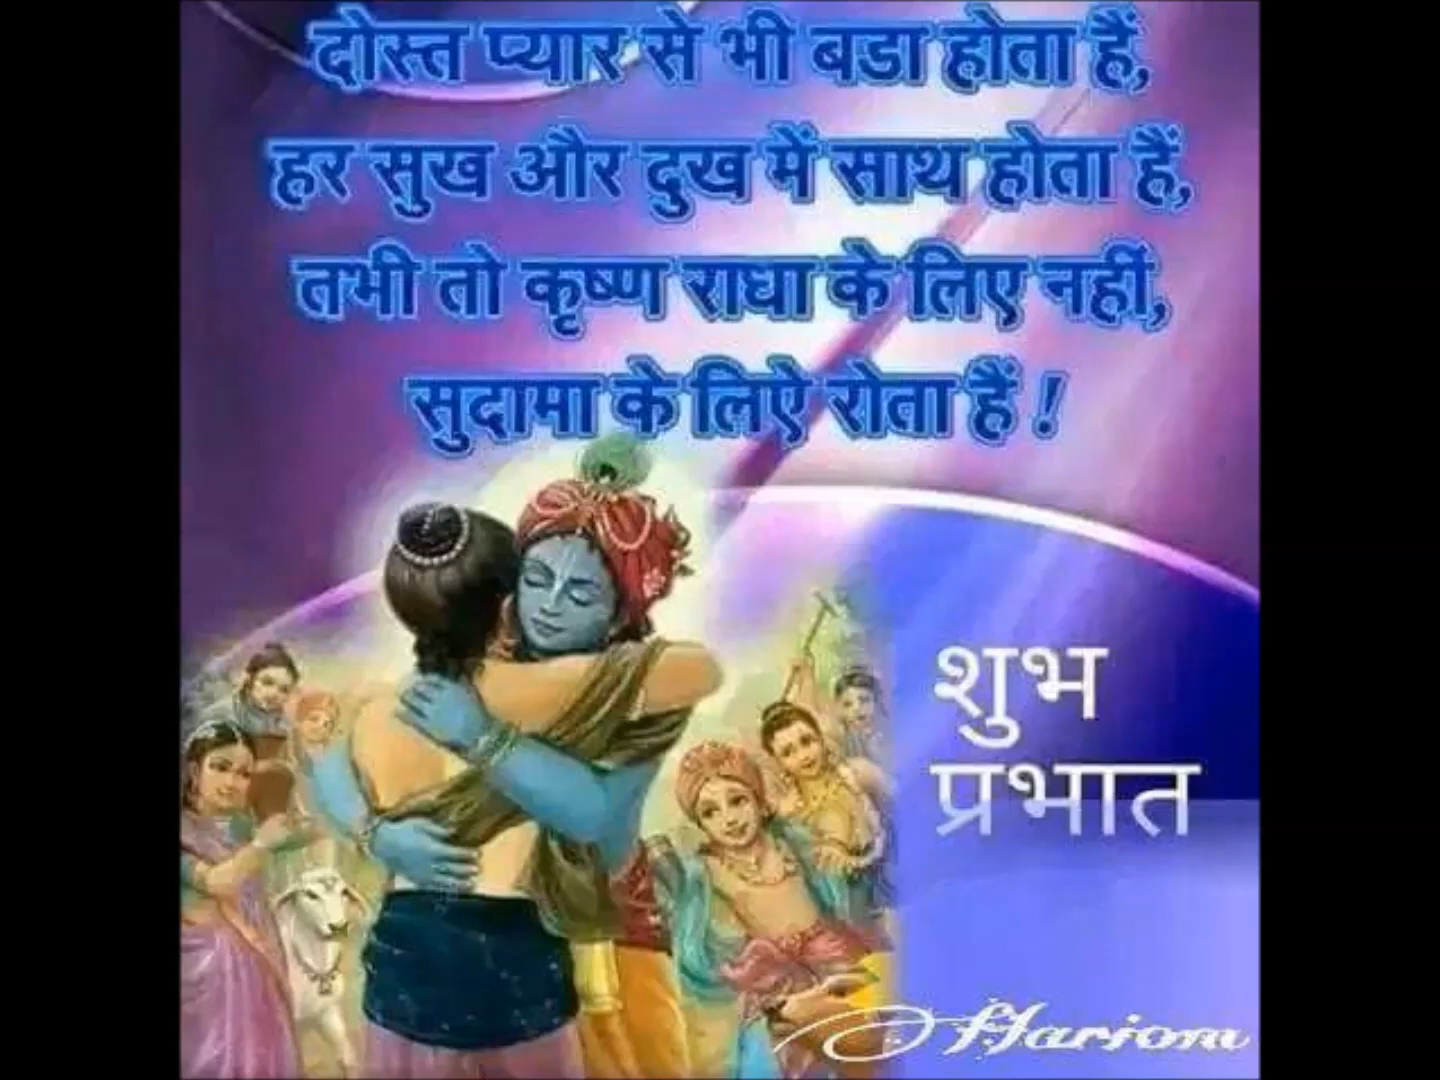 दोस्त प्यार से भी बडा होता हैं,
हर सुख और दुख में साथ होता हैं,
तभी तो कृष्ण राधा के लिए नहीं,
सुदामा के लिऐ रोता हैं !
शुभ
प्रभात
Hariom